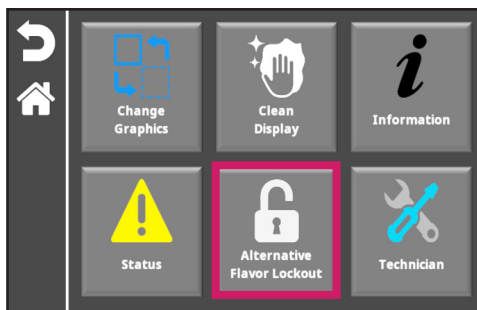 Change
Graphics
Clean
Display
Information
Status
Alternative
Flavor Lockout
Technician